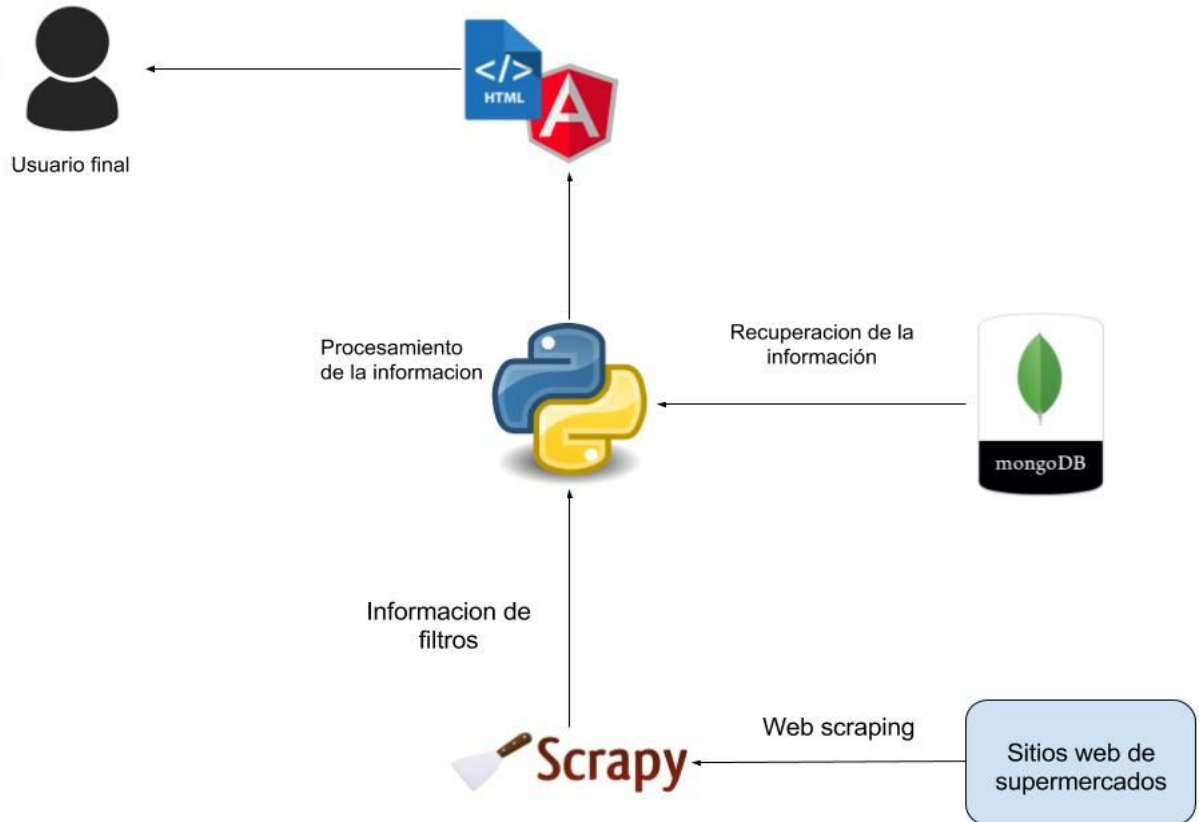 </>
HTML
A
Usuario final
Procesamiento
de la informacion
Recuperacion de la
información
mongoDB
Informacion de
filtros
Scrapy
Web scraping
Sitios web de
supermercados